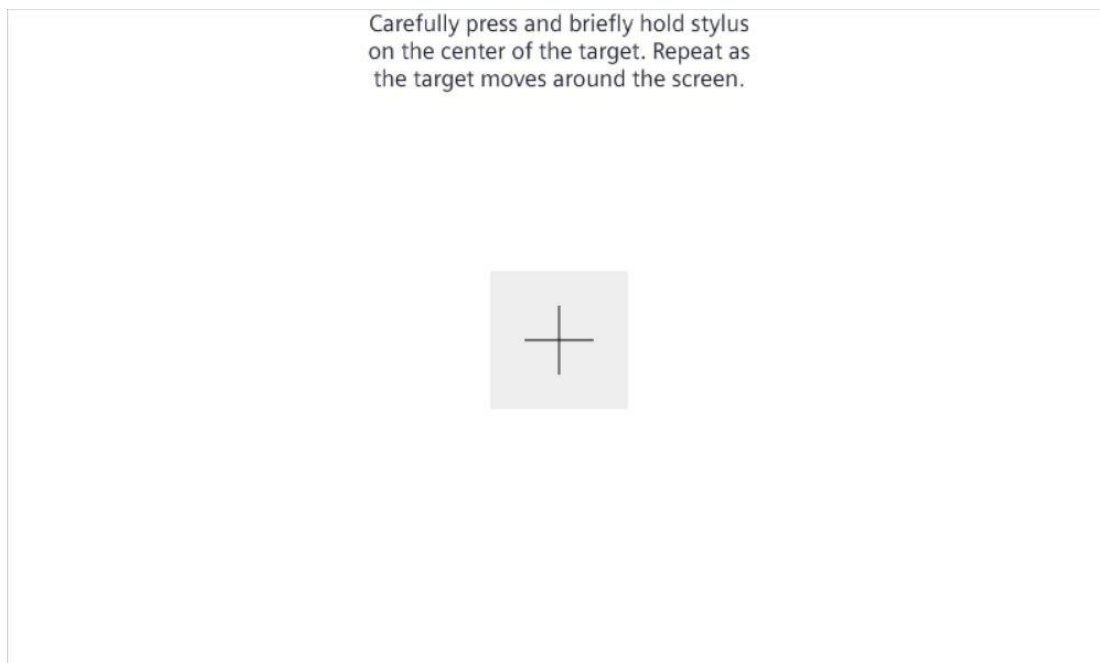 Carefully press and briefly hold stylus
on the center of the target. Repeat as
the target moves around the screen.